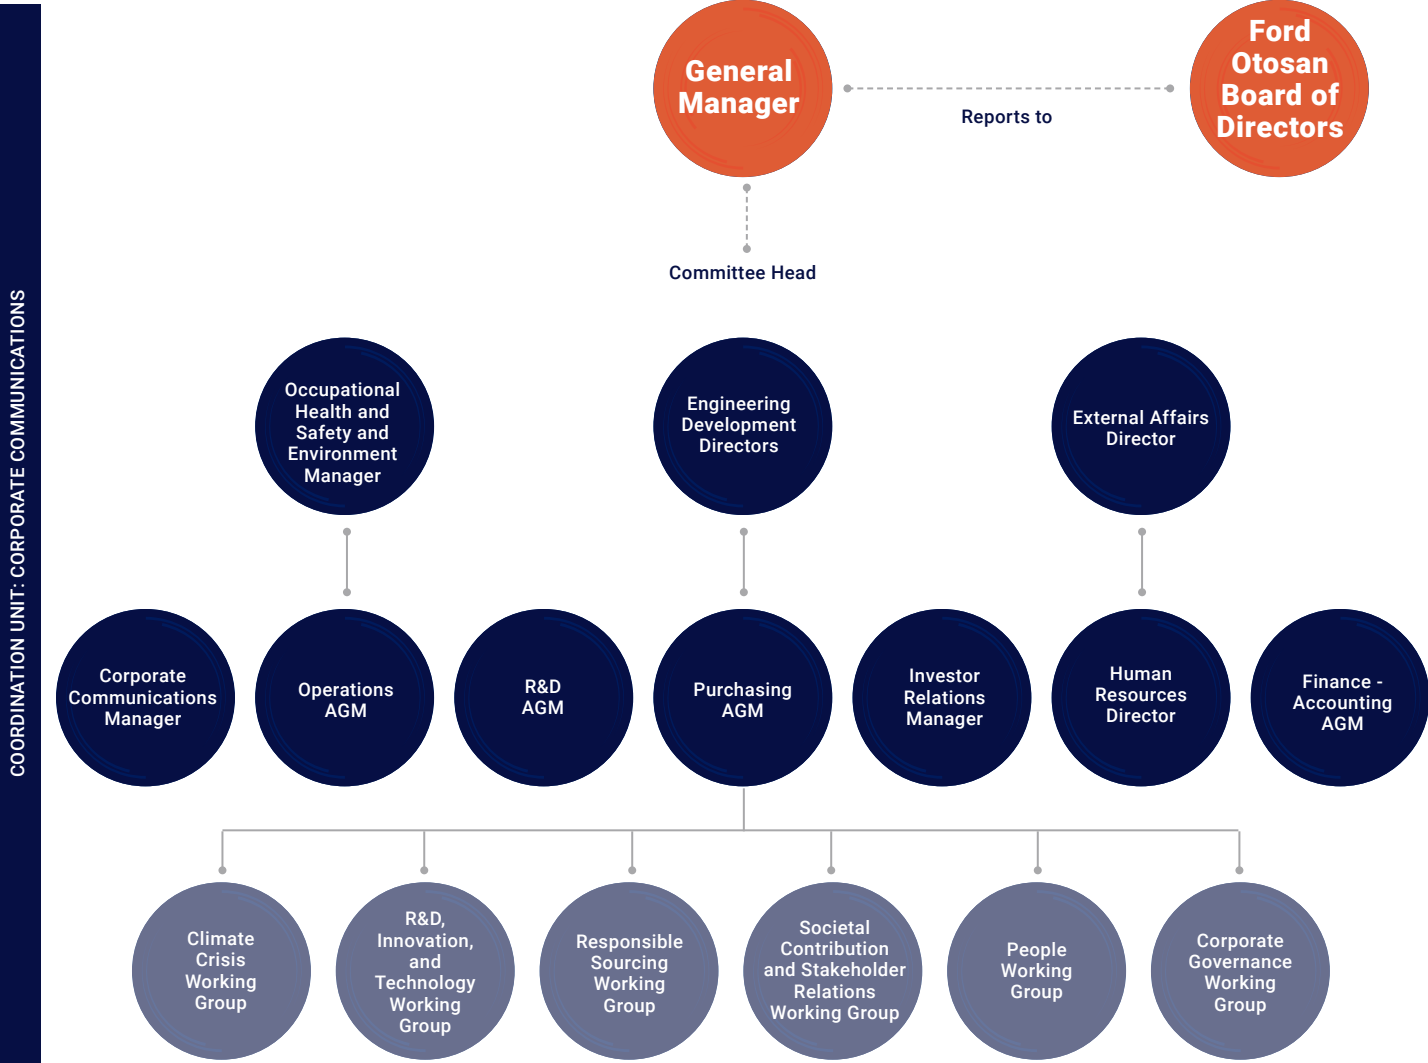 General
Manager
Ford
Otosan
Board of
Directors
Reports to
Committee Head
COORDINATION UNIT: CORPORATE COMMUNICATIONS
Occupational
Health and
Safety and
Environment
Manager
Engineering
Development
Directors
External Affairs
Director
Corporate
Communications
Manager
Operations
AGM
R&D
AGM
Purchasing
AGM
Investor
Relations
Manager
Human
Resources
Director
Finance -
Accounting
AGM
Climate
Crisis
Working
Group
R&D,
Innovation,
and
Technology
Working
Group
Responsible
Sourcing
Working
Group
Societal
Contribution
and Stakeholder
Relations
Working Group
People
Working
Group
Corporate
Governance
Working
Group